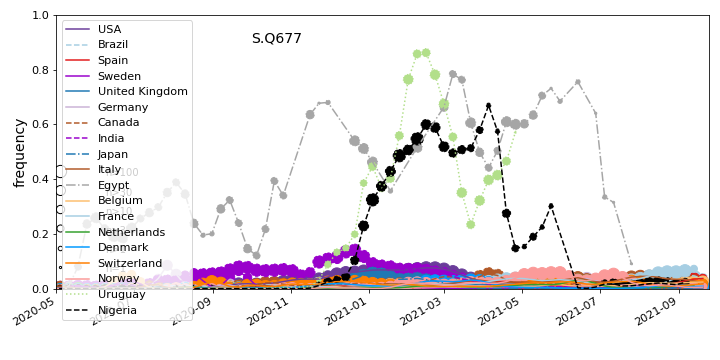 S.Q677
frequency
1.0
0.8
0.6
0.4
0.2
0.0
USA
Brazil
Spain
Sweden
United Kingdom
Germany
Canada
India
Japan
Italy
Egypt
Belgium
France
Netherlands
Denmark
Switzerland
Norway
Uruguay
Nigeria
2020-05
2020-09
2020-11
2021-01
2021-03
2021-05
2021-07
2021-09